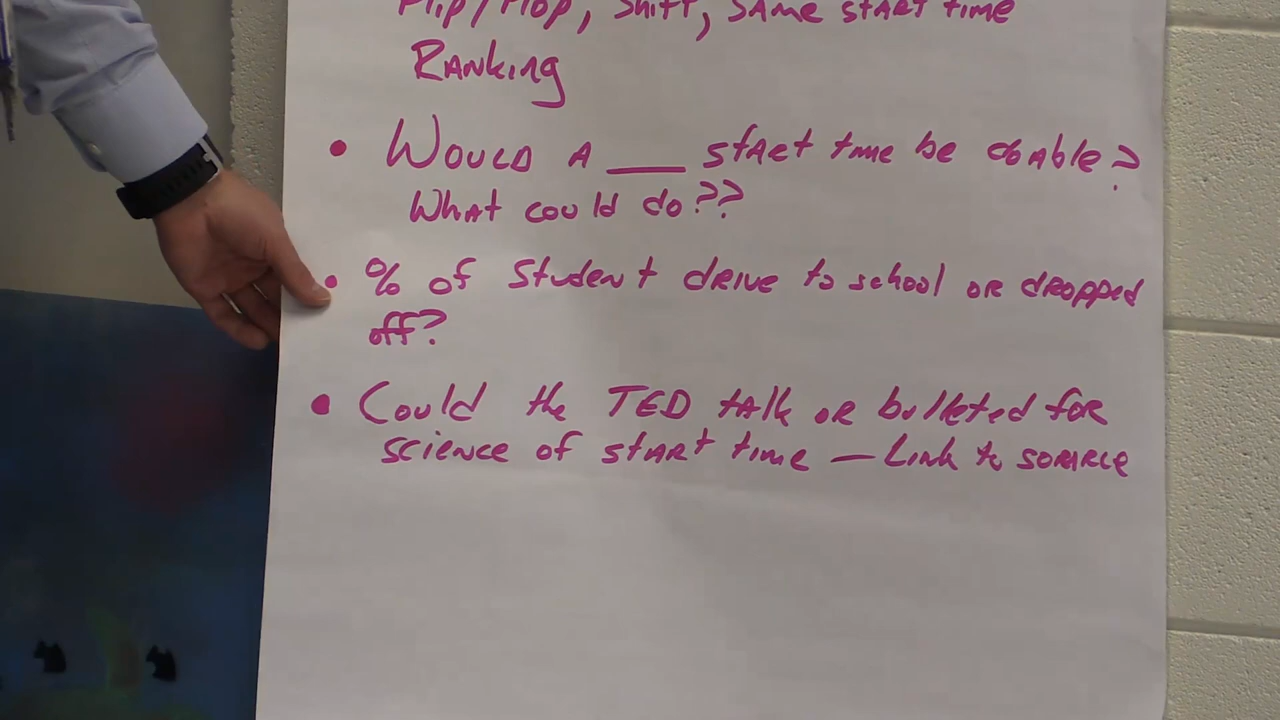 Flip/Flop, Shift, Same start time
Ranking
• Would a ___ start time be doable?
What could do??
• % of Student drive to school or dropped
off?
• Could the TED talk or bulleted for
science of start time — Link to source